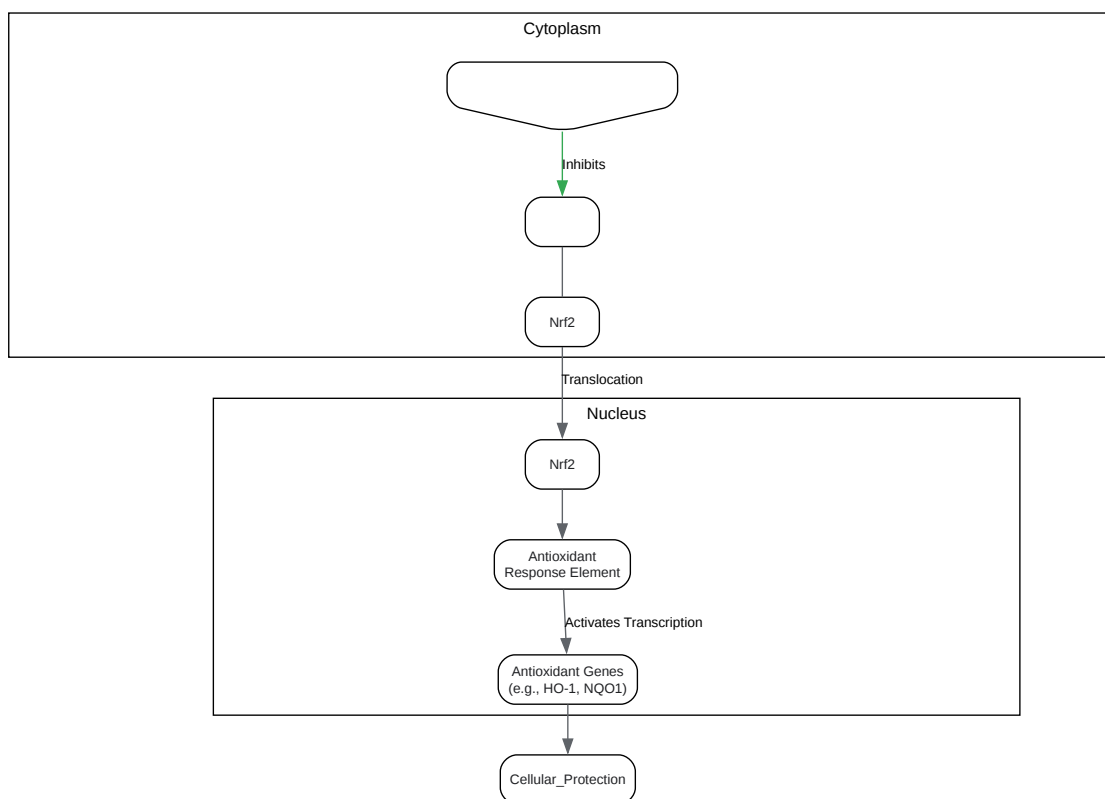 Cytoplasm
Inhibits
Nrf2
Translocation
Nucleus
Nrf2
Antioxidant
Response Element
Activates Transcription
Antioxidant Genes
(e.g., HO-1, NQO1)
Cellular_Protection